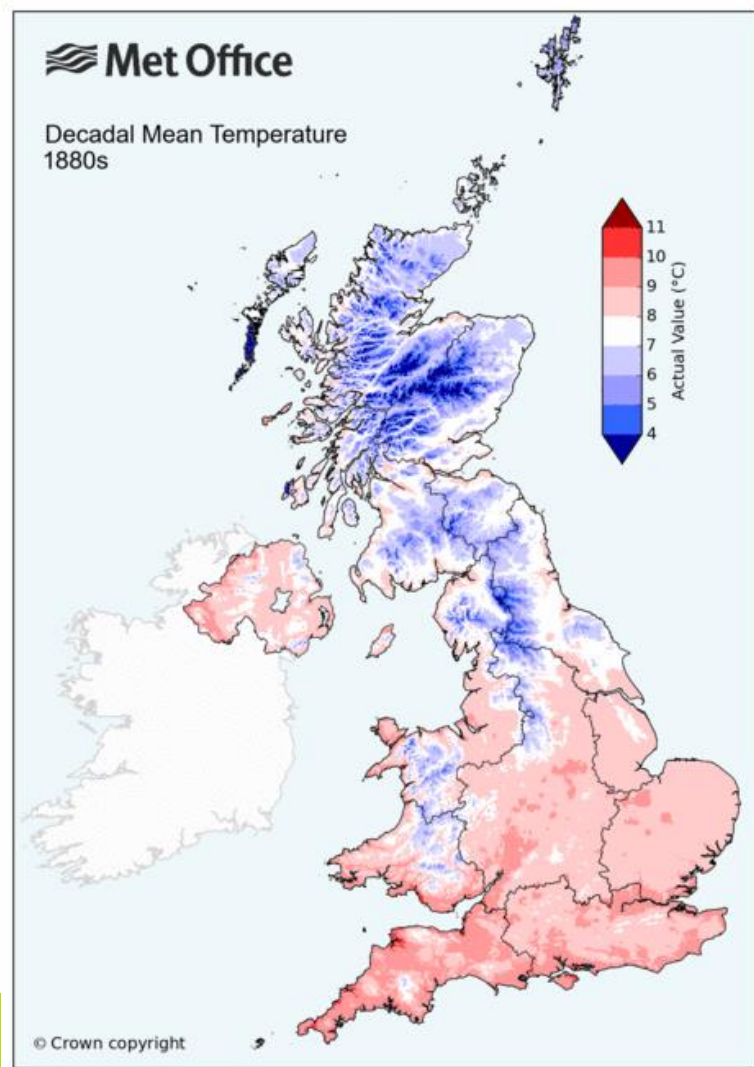 Met Office
Decadal Mean Temperature
1880s
11
10
9
8
7
6
5
4
Actual Value (°C)
© Crown copyright